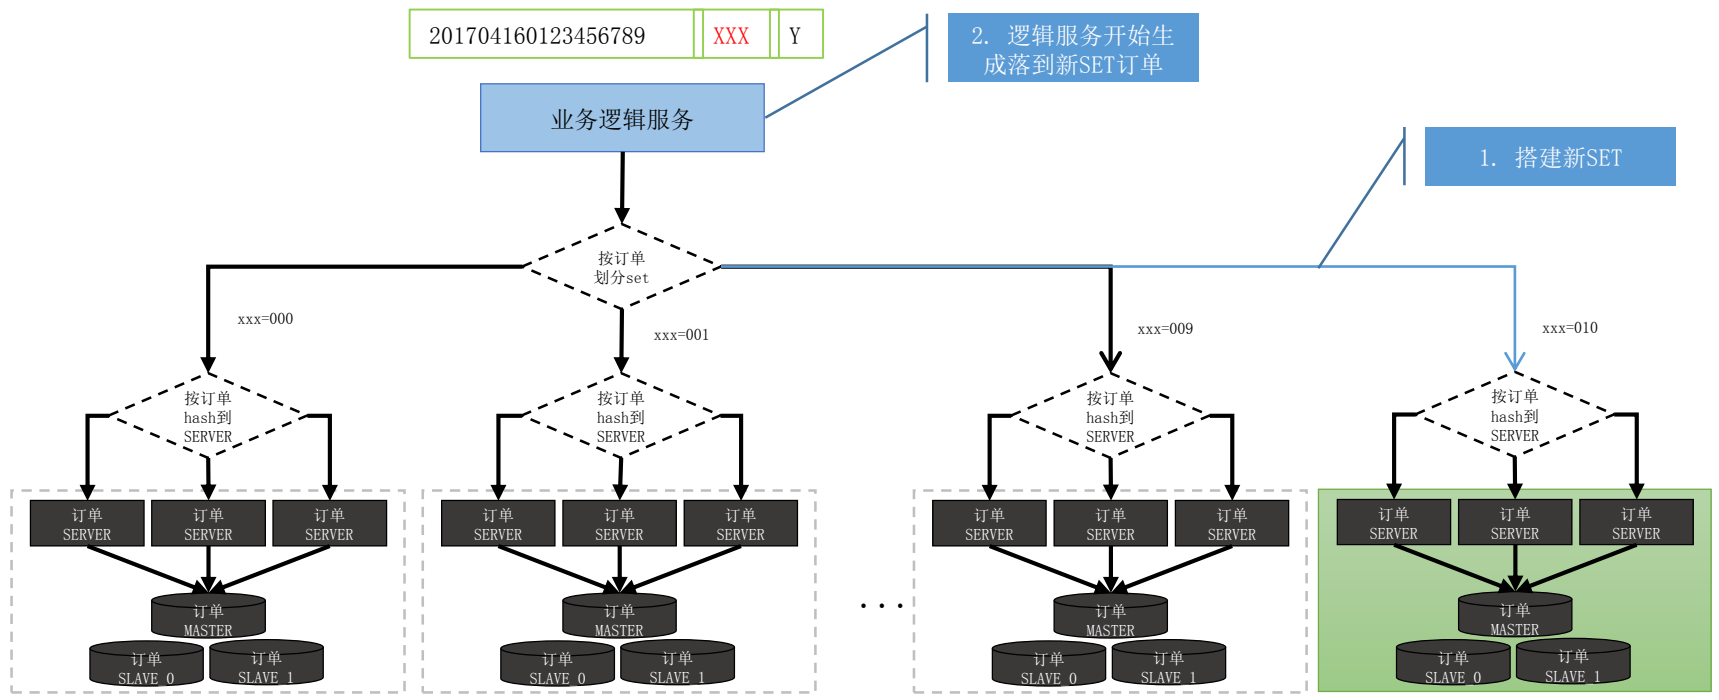 201704160123456789 XXX Y
2. 逻辑服务开始生
成落到新SET订单
业务逻辑服务
1. 搭建新SET
按订单
划分set
xxx=000
xxx=001
xxx=009
xxx=010
按订单
hash到
SERVER
按订单
hash到
SERVER
按订单
hash到
SERVER
按订单
hash到
SERVER
订单
SERVER
订单
SERVER
订单
SERVER
订单
SERVER
订单
SERVER
订单
SERVER
订单
SERVER
订单
SERVER
订单
SERVER
订单
SERVER
订单
SERVER
订单
SERVER
...
订单
MASTER
订单
MASTER
订单
MASTER
订单
MASTER
订单
SLAVE 0
订单
SLAVE 1
订单
SLAVE 0
订单
SLAVE 1
订单
SLAVE 0
订单
SLAVE 1
订单
SLAVE 0
订单
SLAVE 1